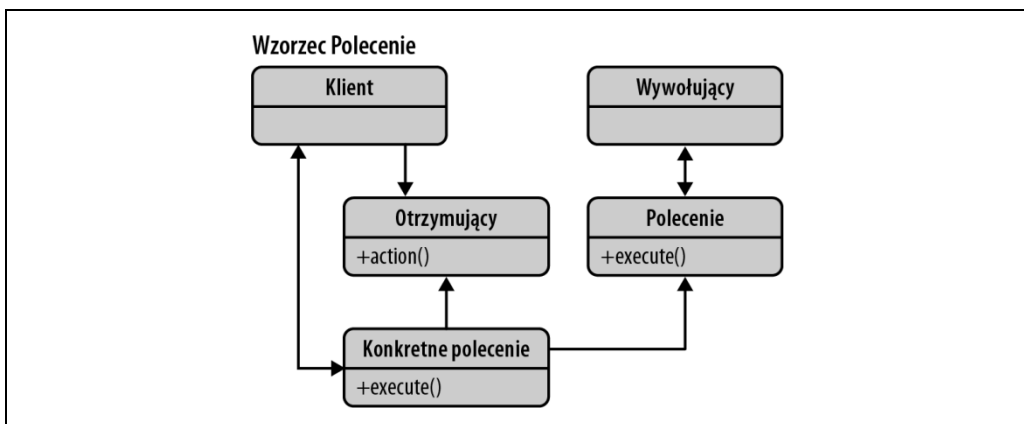 Wzorzec Polecenie
Klient
Wywołujący
Otrzymujący
+action()
Polecenie
+execute()
Konkretne polecenie
+execute()